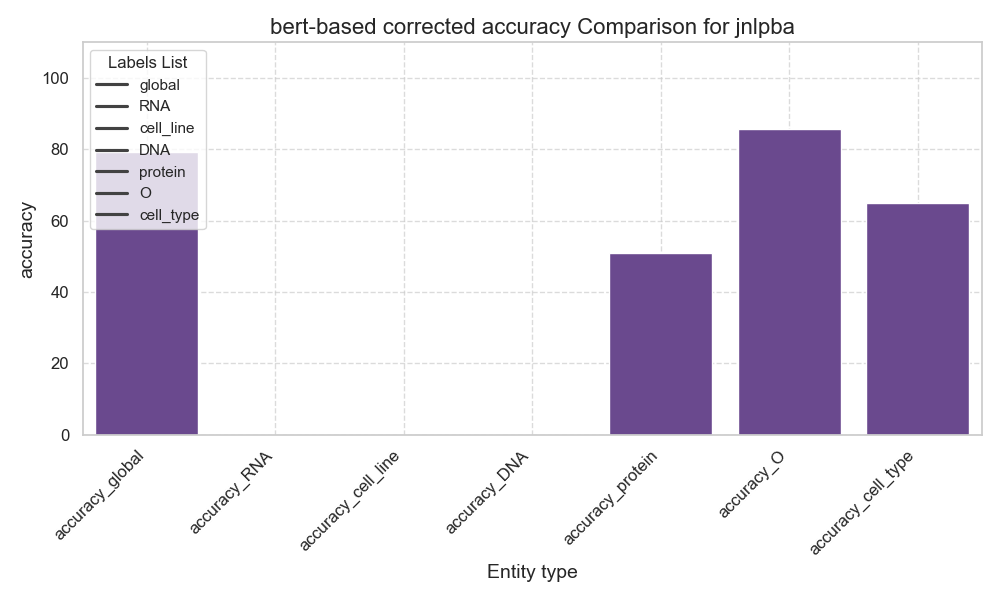 bert-based corrected accuracy Comparison for jnlpba
Labels List
global
RNA
cell_line
DNA
protein
O
cell_type
accuracy
100
80
60
40
20
0
accuracy_global
accuracy_RNA
accuracy_cell_line
accuracy_DNA
accuracy_protein
accuracy_O
accuracy_cell_type
Entity type